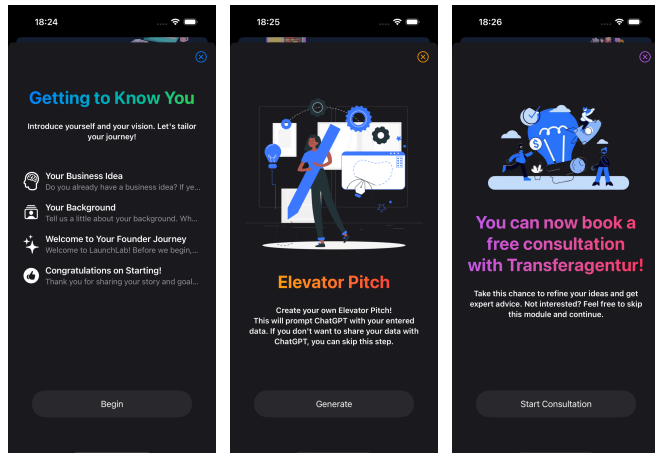 18:24
Getting to Know You
Introduce yourself and your vision. Let's tailor
your journey!
Your Business Idea
Do you already have a business idea? If ye...
Your Background
Tell us a little about your background. Wh...
Welcome to Your Founder Journey
Welcome to LaunchLab! Before we begin,...
Congratulations on Starting!
Thank you for sharing your story and goal...
Begin
18:25
Elevator Pitch
Create your own Elevator Pitch!
This will prompt ChatGPT with your entered
data. If you don't want to share your data with
ChatGPT, you can skip this step.
Generate
18:26
$
You can now book a
free consultation
with Transferagentur!
Take this chance to refine your ideas and get
expert advice. Not interested? Feel free to skip
this module and continue.
Start Consultation